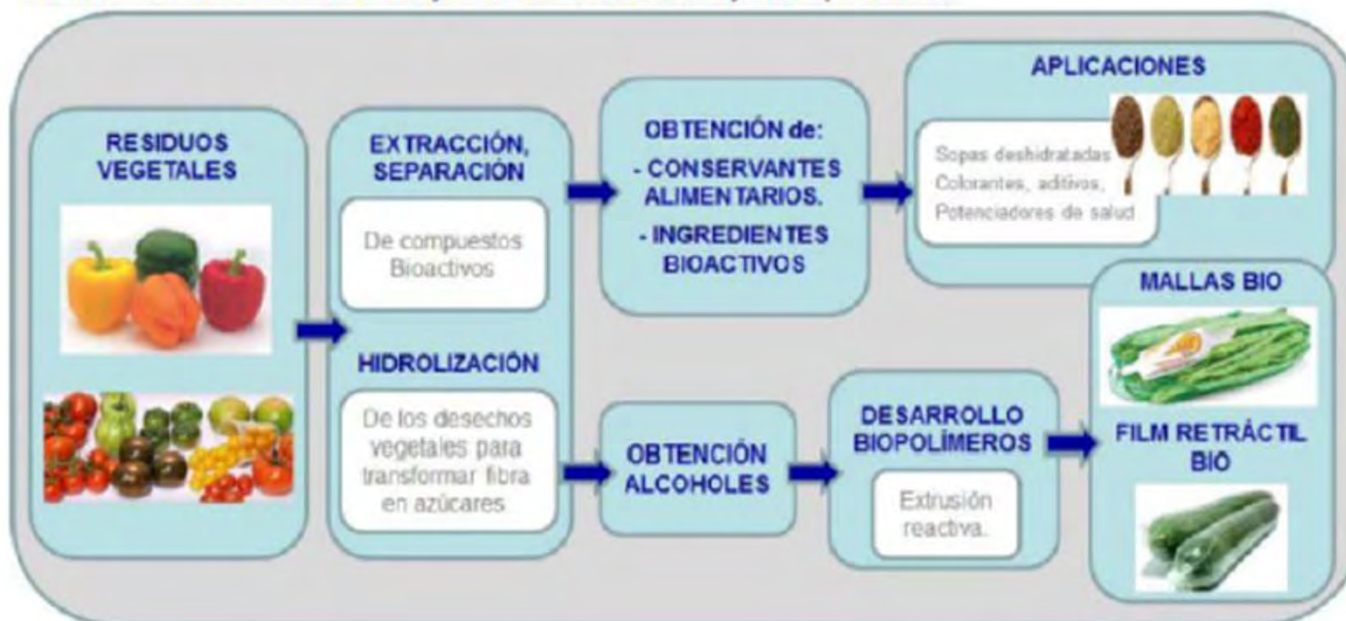 RESIDUOS
VEGETALES
EXTRACCIÓN,
SEPARACIÓN
De compuestos
Bioactivos
HIDROLIZACIÓN
De los desechos
vegetales para
transformar fibra
en azúcares
OBTENCIÓN de:
- CONSERVANTES
ALIMENTARIOS.
- INGREDIENTES
BIOACTIVOS
APLICACIONES
Sopas deshidratadas
Colorantes, aditivos,
Potenciadores de salud
OBTENCIÓN
ALCOHOLES
DESARROLLO
BIOPOLÍMEROS
Extrusión
reactiva.
MALLAS BIO
FILM RETRÁCTIL
BIO